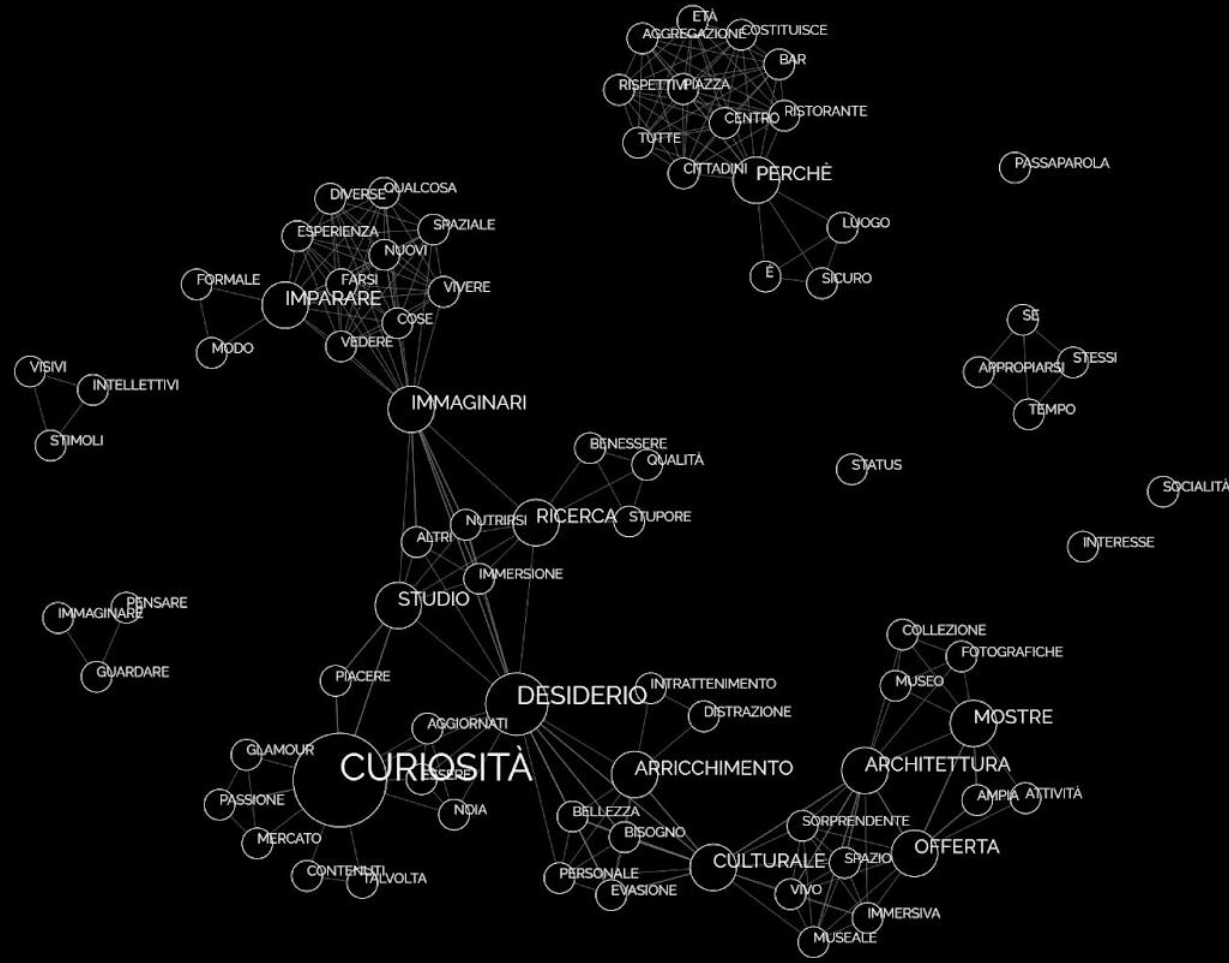 ETÀ
AGGREGAZIONE
COSTITUISCE
BAR
RISPETTIVI
PIAZZA
RISTORANTE
CENTRO
TUTTE
CITTADINI
PERCHÈ
PASSAPAROLA
LUOGO
È
SICURO
DIVERSE
QUALCOSA
ESPERIENZA
SPAZIALE
NUOVI
FORMALE
FARSI
IMPARARE
VIVERE
COSE
VEDERE
MODO
IMMAGINARI
VISIVI
INTELLETTIVI
STIMOLI
SE
STESSI
APPROPIARSI
TEMPO
BENESSERE
QUALITÀ
STATUS
SOCIALITÀ
NUTRIRSI
RICERCA
STUPORE
ALTRI
INTERESSE
IMMERSIONE
STUDIO
IMMAGINARE
PENSARE
GUARDARE
COLLEZIONE
FOTOGRAFICHE
MUSEO
PIACERE
DESIDERIO
INTRATTENIMENTO
DISTRAZIONE
MOSTRE
AGGIORNATI
GLAMOUR
CURIOSITÀ
ESSERE
ARRICCHIMENTO
ARCHITETTURA
PASSIONE
NOIA
AMPIA
ATTIVITÀ
BELLEZZA
SORPRENDENTE
MERCATO
BISOGNO
OFFERTA
CULTURALE
SPAZIO
CONTENUTI
TALVOLTA
PERSONALE
EVASIONE
VIVO
IMMERSIVA
MUSEALE